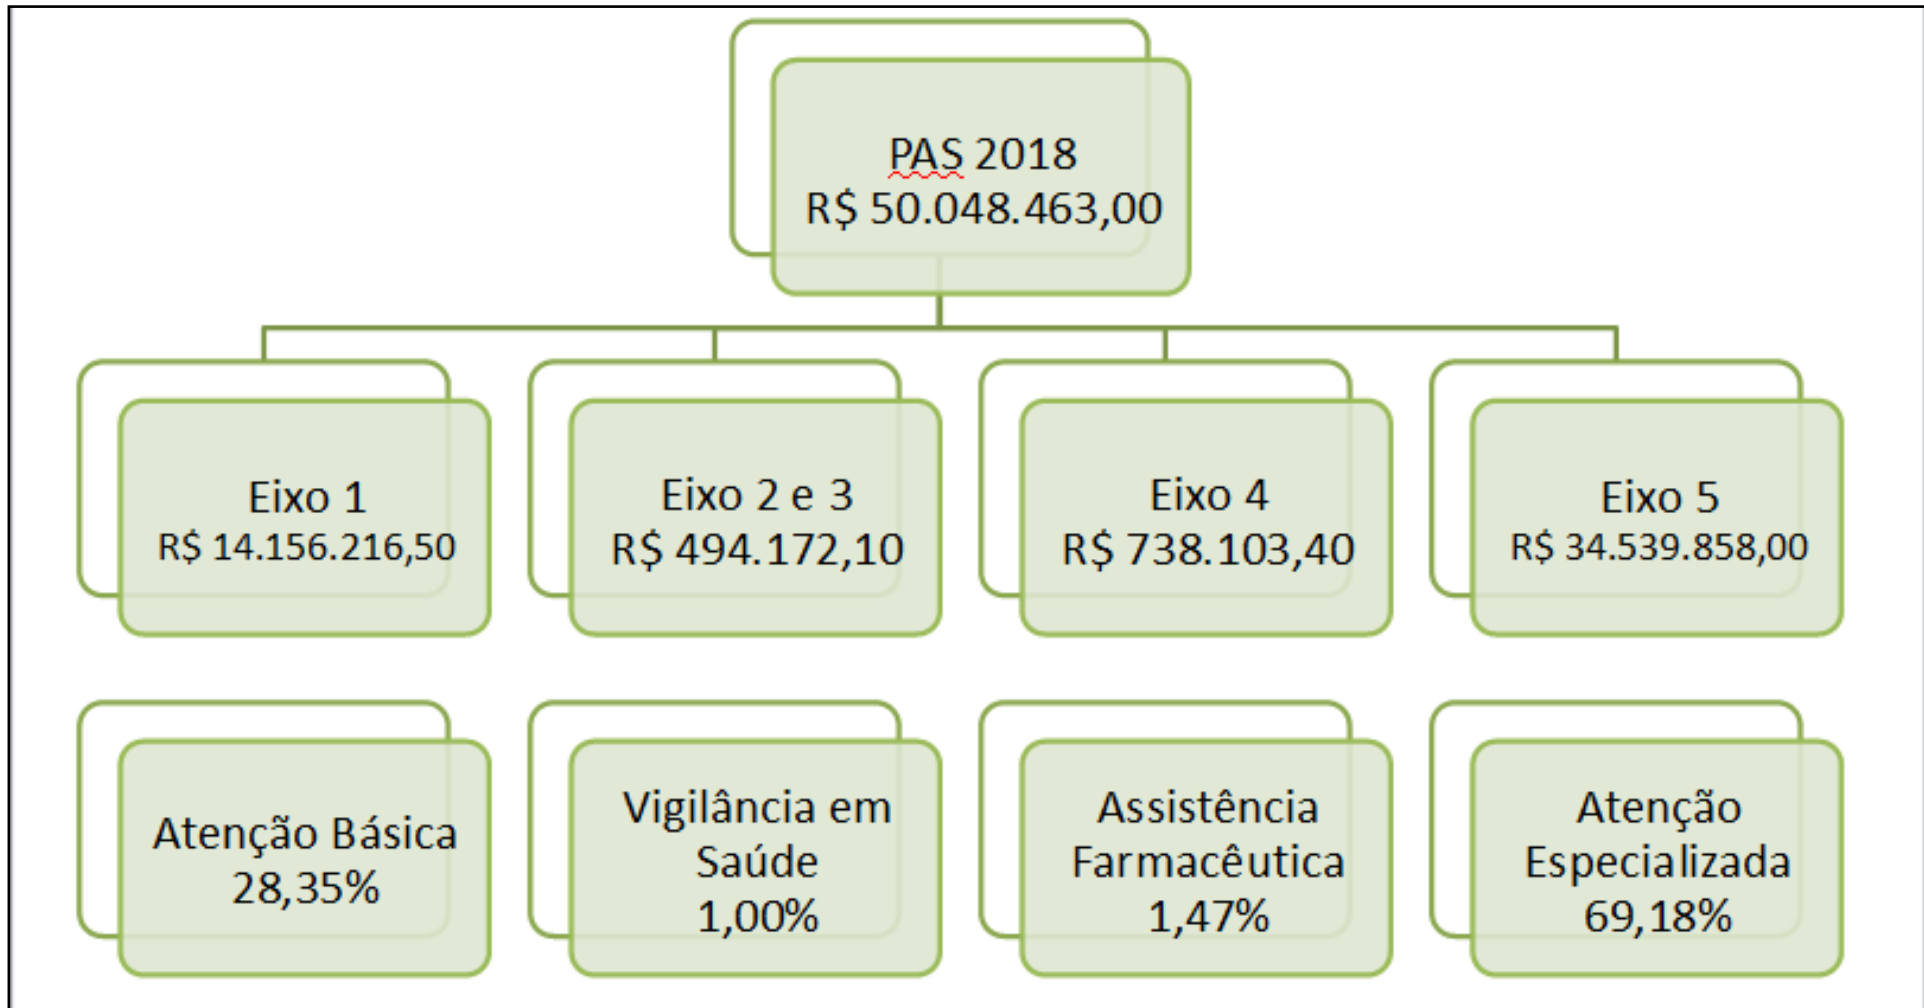 PAS 2018
R$ 50.048.463,00
Eixo 1
R$ 14.156.216,50
Eixo 2 e 3
R$ 494.172,10
Eixo 4
R$ 738.103,40
Eixo 5
R$ 34.539.858,00
Atenção Básica
28,35%
Vigilância em
Saúde
1,00%
Assistência
Farmacêutica
1,47%
Atenção
Especializada
69,18%